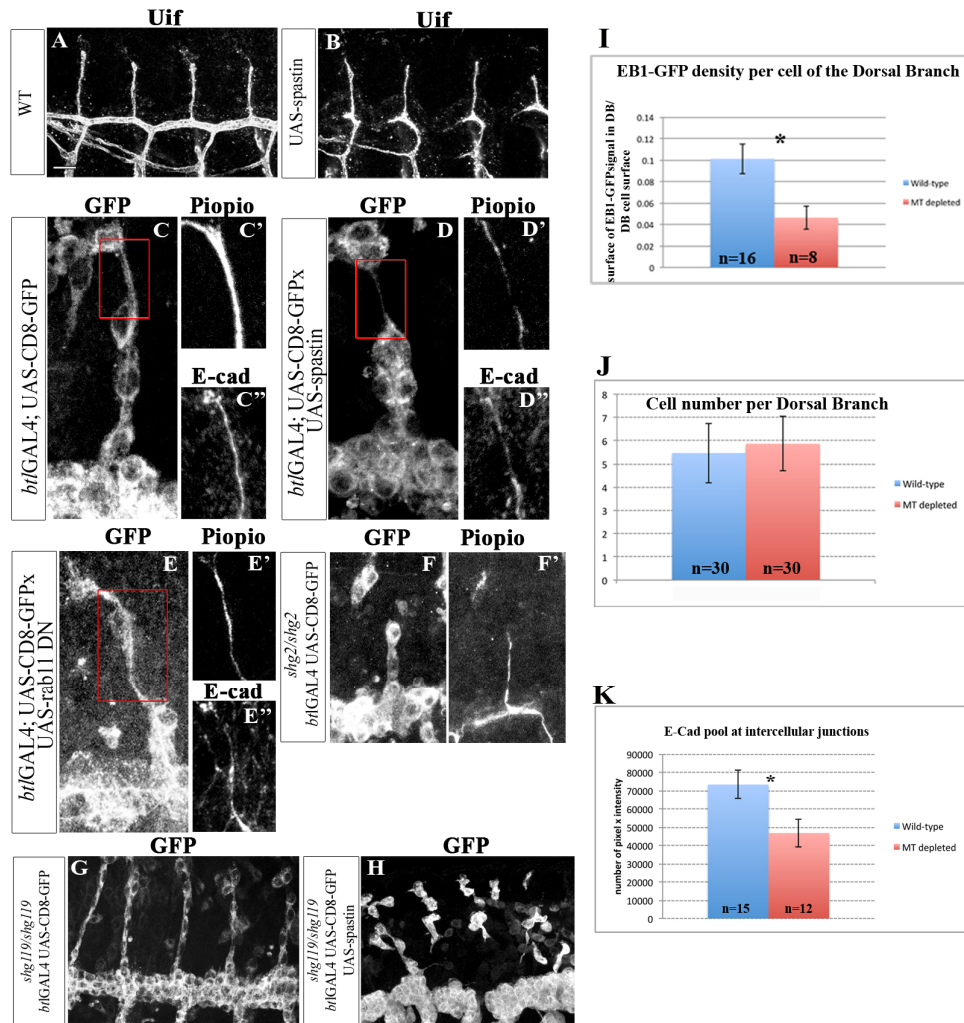 Uif
A
B
WT
UAS-spastin
GFP
Piopio
GFP
Piopio
C
C'
D
D'
btlGAL4; UAS-CD8-GFP
btlGAL4; UAS-CD8-GFPx
UAS-spastin
E-cad
E-cad
C''
D''
GFP
Piopio
GFP
Piopio
E
E'
F
F'
btlGAL4; UAS-CD8-GFPx
UAS-rab11 DN
shg2/shg2
btlGAL4 UAS-CD8-GFP
E-cad
E''
GFP
G
H
shg119/shg119
btlGAL4 UAS-CD8-GFP
shg119/shg119
btlGAL4 UAS-CD8-GFP
UAS-spastin
I
EB1-GFP density per cell of the Dorsal Branch
surface of EB1-GFPsignal in DB/
DB cell surface
0.14
0.12
0.1
0.08
0.06
0.04
0.02
0
*
n=16
n=8
Wild-type
MT depleted
J
Cell number per Dorsal Branch
8
7
6
5
4
3
2
1
0
n=30
n=30
Wild-type
MT depleted
K
E-Cad pool at intercellular junctions
number of pixel x intensity
90000
80000
70000
60000
50000
40000
30000
20000
10000
0
*
n=15
n=12
Wild-type
MT depleted